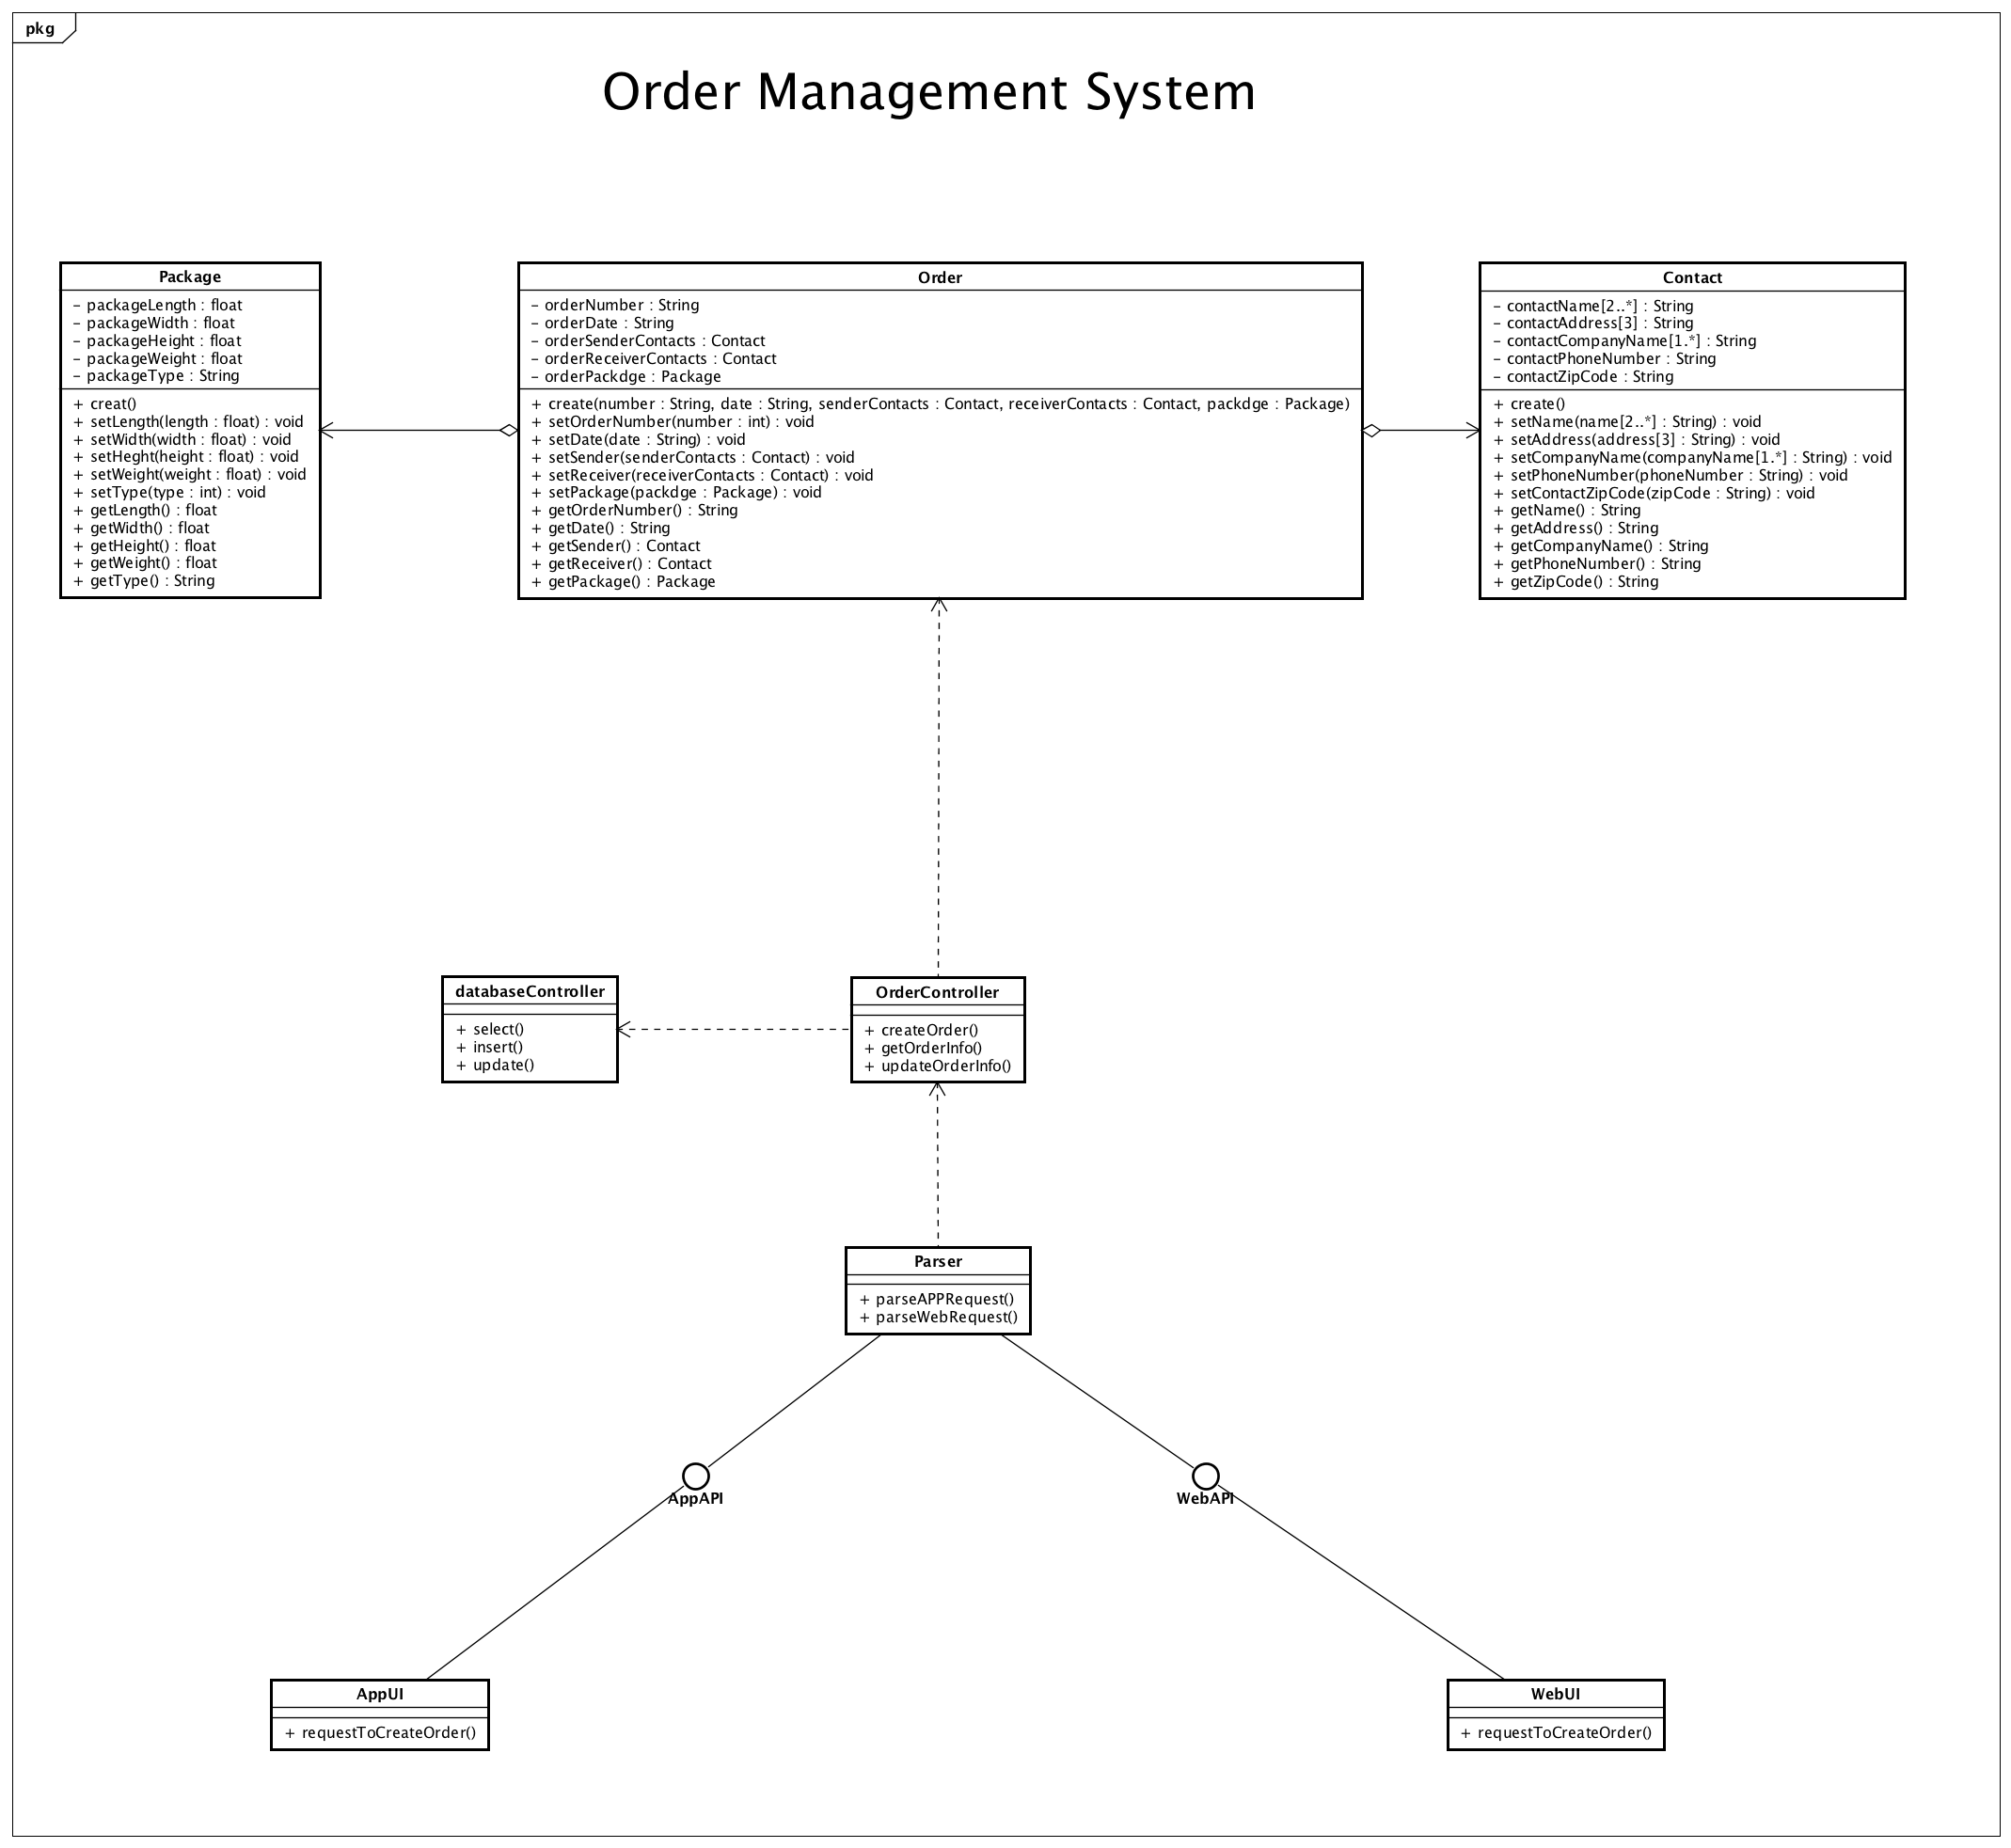 pkg
Order Management System
Package
– packageLength : float
– packageWidth : float
– packageHeight : float
– packageWeight : float
– packageType : String
+ creat()
+ setLength(length : float) : void
+ setWidth(width : float) : void
+ setHeght(height : float) : void
+ setWeight(weight : float) : void
+ setType(type : int) : void
+ getLength() : float
+ getWidth() : float
+ getHeight() : float
+ getWeight() : float
+ getType() : String
Order
– orderNumber : String
– orderDate : String
– orderSenderContacts : Contact
– orderReceiverContacts : Contact
– orderPackdge : Package
+ create(number : String, date : String, senderContacts : Contact, receiverContacts : Contact, packdge : Package)
+ setOrderNumber(number : int) : void
+ setDate(date : String) : void
+ setSender(senderContacts : Contact) : void
+ setReceiver(receiverContacts : Contact) : void
+ setPackage(packdge : Package) : void
+ getOrderNumber() : String
+ getDate() : String
+ getSender() : Contact
+ getReceiver() : Contact
+ getPackage() : Package
Contact
– contactName[2..*] : String
– contactAddress[3] : String
– contactCompanyName[1.*] : String
– contactPhoneNumber : String
– contactZipCode : String
+ create()
+ setName(name[2..*] : String) : void
+ setAddress(address[3] : String) : void
+ setCompanyName(companyName[1.*] : String) : void
+ setPhoneNumber(phoneNumber : String) : void
+ setContactZipCode(zipCode : String) : void
+ getName() : String
+ getAddress() : String
+ getCompanyName() : String
+ getPhoneNumber() : String
+ getZipCode() : String
databaseController
+ select()
+ insert()
+ update()
OrderController
+ createOrder()
+ getOrderInfo()
+ updateOrderInfo()
Parser
+ parseAPPRequest()
+ parseWebRequest()
AppAPI
WebAPI
AppUI
+ requestToCreateOrder()
WebUI
+ requestToCreateOrder()